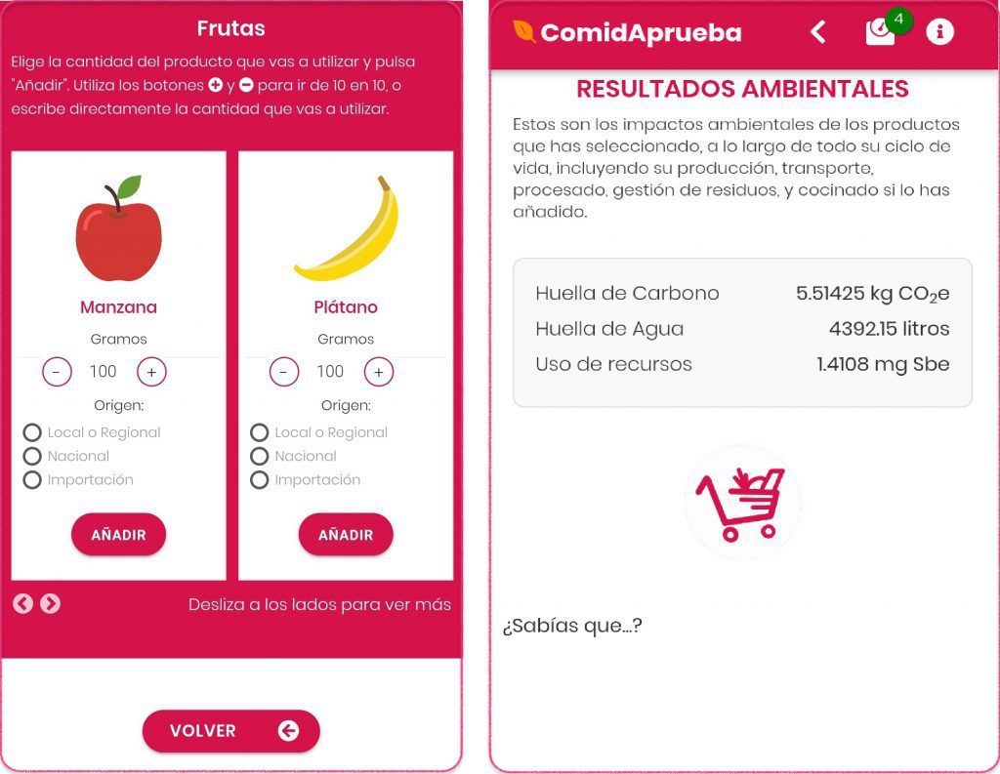 Frutas
Elige la cantidad del producto que vas a utilizar y pulsa
"Añadir". Utiliza los botones + y - para ir de 10 en 10, o
escribe directamente la cantidad que vas a utilizar.
Manzana
Gramos
- 100 +
Origen:
Local o Regional
Nacional
Importación
AÑADIR
Plátano
Gramos
- 100 +
Origen:
Local o Regional
Nacional
Importación
AÑADIR
Desliza a los lados para ver más
VOLVER
ComidAprueba
4
i
RESULTADOS AMBIENTALES
Estos son los impactos ambientales de los productos
que has seleccionado, a lo largo de todo su ciclo de
vida, incluyendo su producción, transporte,
procesado, gestión de residuos, y cocinado si lo has
añadido.
Huella de Carbono 5.51425 kg CO₂e
Huella de Agua 4392.15 litros
Uso de recursos 1.4108 mg Sbe
¿Sabías que...?